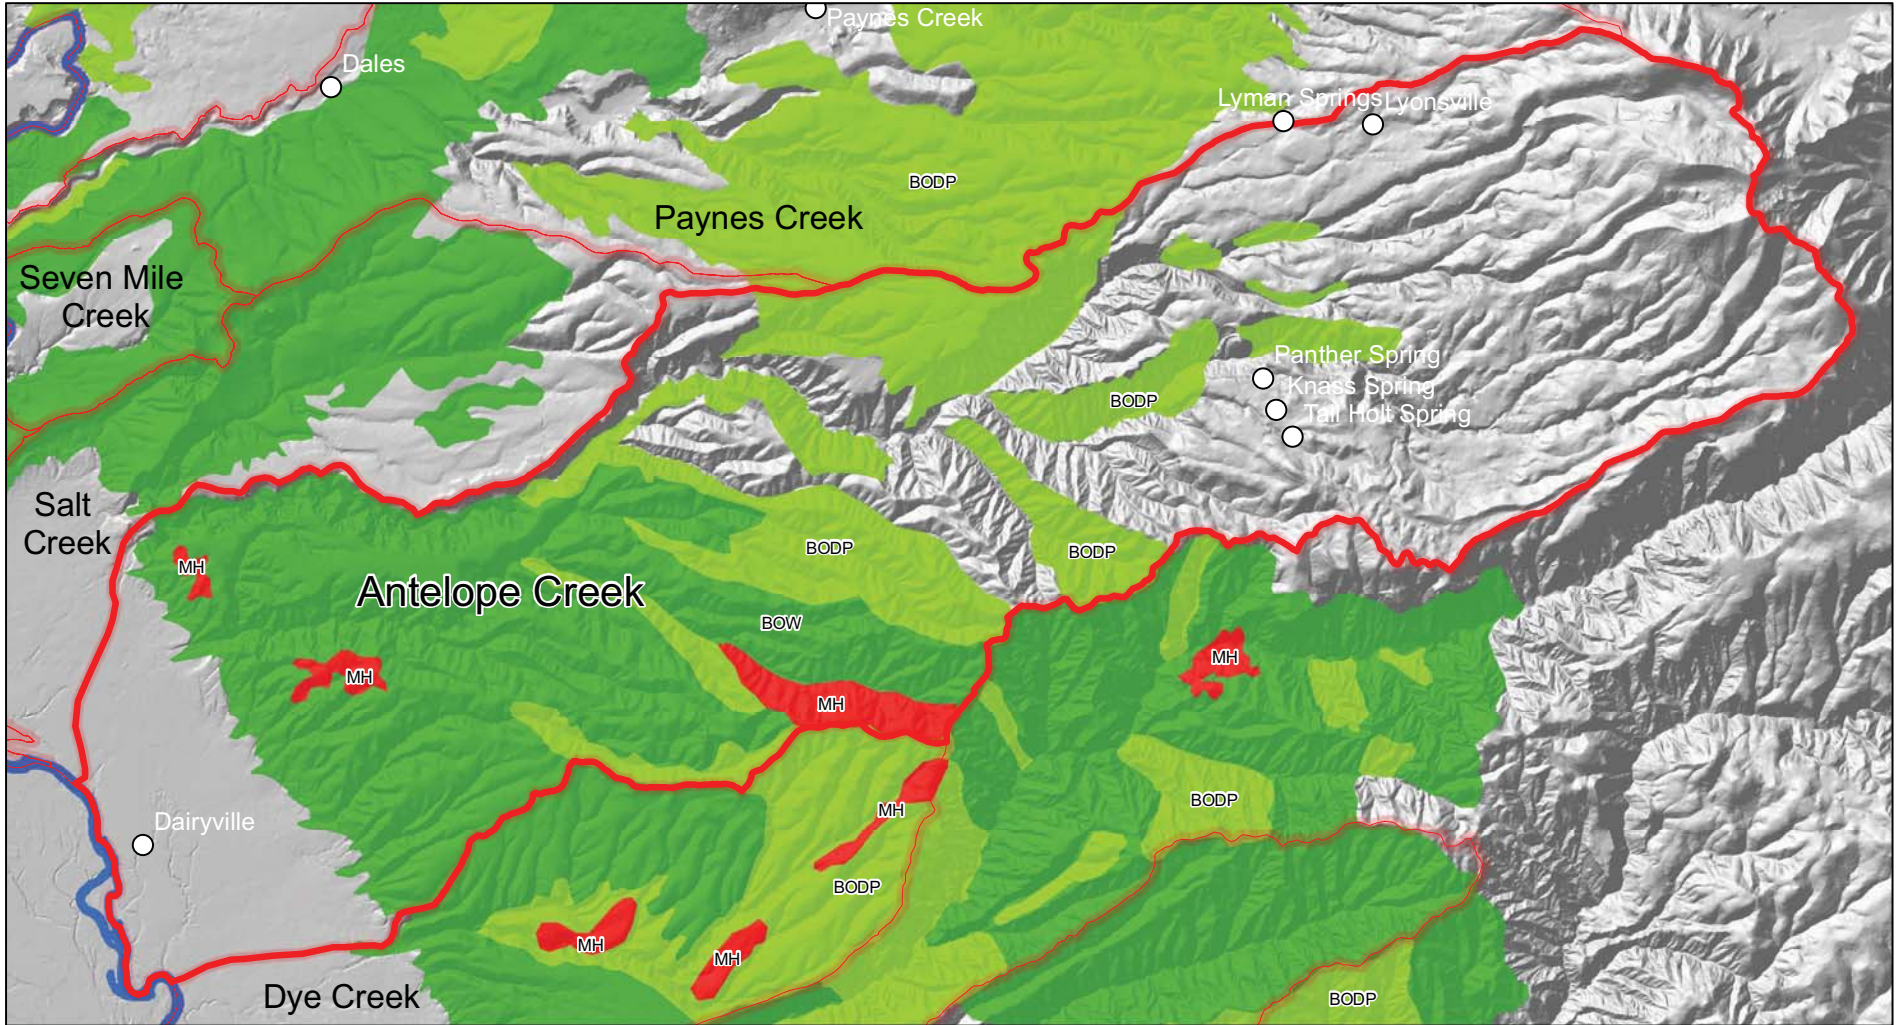 Paynes Creek
Dales
Lyman Springs
Lyonsville
BODP
Paynes Creek
Seven Mile
Creek
Panther Spring
Knass Spring
BODP
Tail Holt Spring
Salt
Creek
BODP
BODP
MH
Antelope Creek
BOW
MH
MH
MH
BODP
MH
Dairyville
BODP
MH
MH
Dye Creek
BODP